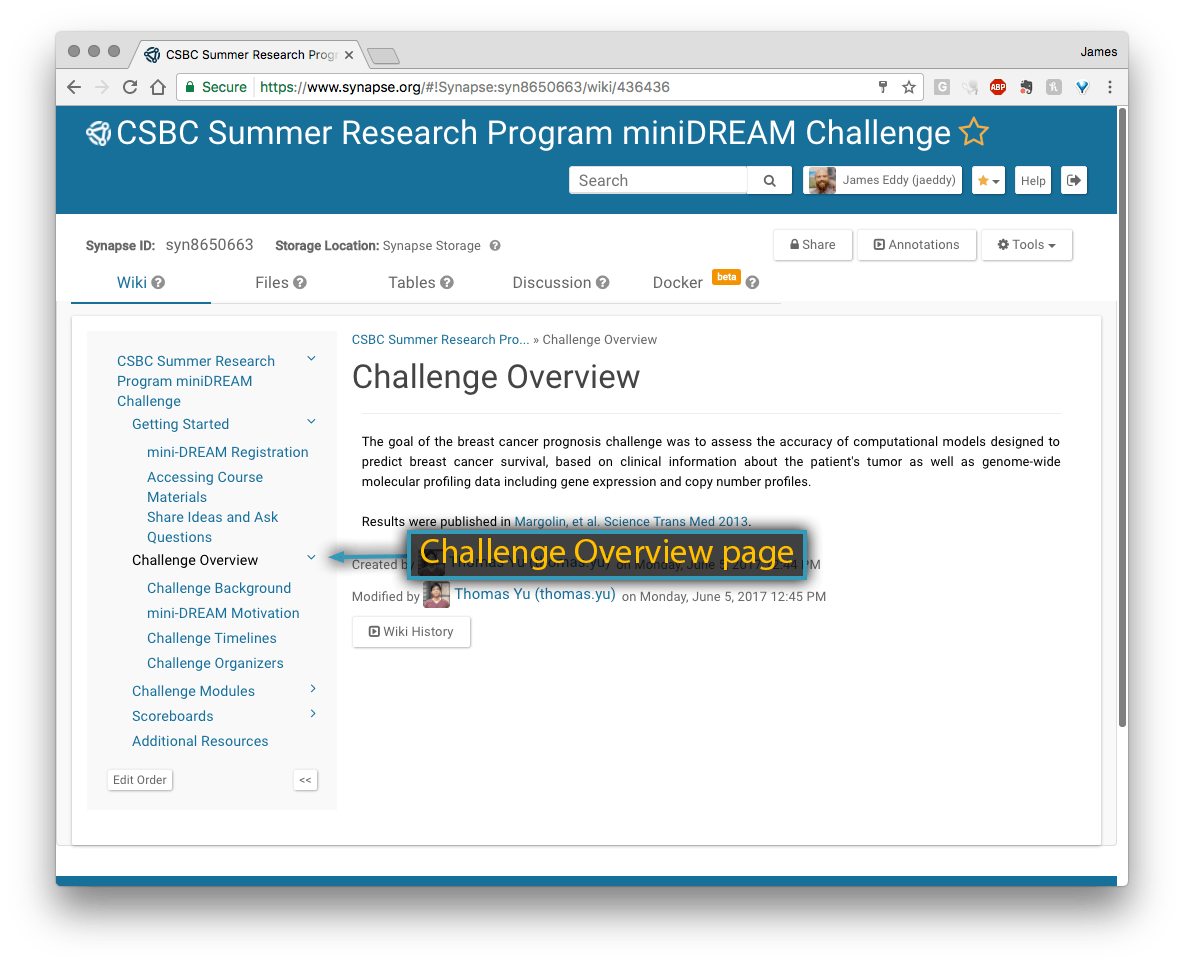 CSBC Summer Research Prog
James
Secure https://www.synapse.org/#!Synapse:syn8650663/wiki/436436
G ABP
CSBC Summer Research Program miniDREAM Challenge
Search James Eddy (jaeddy) Help
Synapse ID: syn8650663 Storage Location: Synapse Storage ?
Share Annotations Tools
Wiki ? Files ? Tables ? Discussion ? Docker beta ?
CSBC Summer Research
Program miniDREAM
Challenge
Getting Started
mini-DREAM Registration
Accessing Course
Materials
Share Ideas and Ask
Questions
Challenge Overview
Challenge Background
mini-DREAM Motivation
Challenge Timelines
Challenge Organizers
Challenge Modules
Scoreboards
Additional Resources
Edit Order <<
CSBC Summer Research Pro... » Challenge Overview
Challenge Overview
The goal of the breast cancer prognosis challenge was to assess the accuracy of computational models designed to
predict breast cancer survival, based on clinical information about the patient's tumor as well as genome-wide
molecular profiling data including gene expression and copy number profiles.
Results were published in Margolin, et al. Science Trans Med 2013.
Challenge Overview page
Created by Thomas Yu (thomas.yu) on Monday, June 5, 2017 12:44 PM
Modified by Thomas Yu (thomas.yu) on Monday, June 5, 2017 12:45 PM
Wiki History